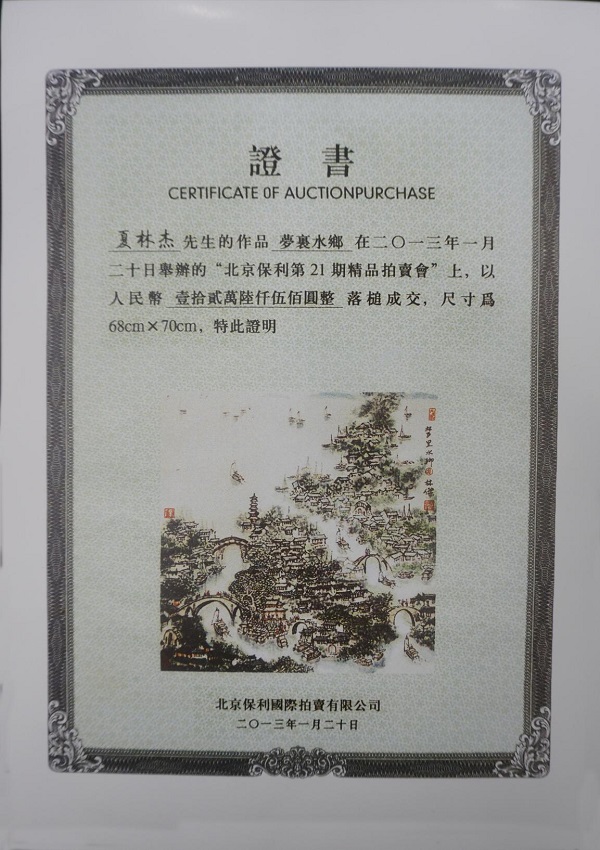 證書
CERTIFICATE OF AUCTIONPURCHASE
夏林杰 先生的作品 夢裏水鄉 在二〇一三年一月
二十日舉辦的“北京保利第21期精品拍賣會”上，以
人民幣 壹拾貳萬陸仟伍佰圓整 落槌成交，尺寸爲
68cm×70cm，特此證明
夢里水鄉
北京保利國際拍賣有限公司
二〇一三年一月二十日